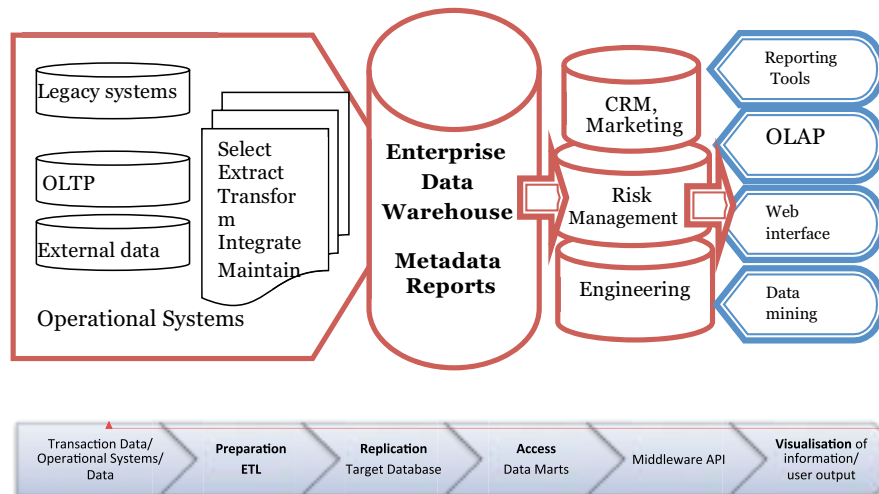 Legacy systems
OLTP
External data
Operational Systems
Select
Extract
Transfor
m
Integrate
Maintain
Enterprise
Data
Warehouse
Metadata
Reports
CRM,
Marketing
Risk
Management
Engineering
Reporting
Tools
OLAP
Web
interface
Data
mining
Transaction Data/
Operational Systems/
Data
Preparation
ETL
Replication
Target Database
Access
Data Marts
Middleware API
Visualisation of
information/
user output